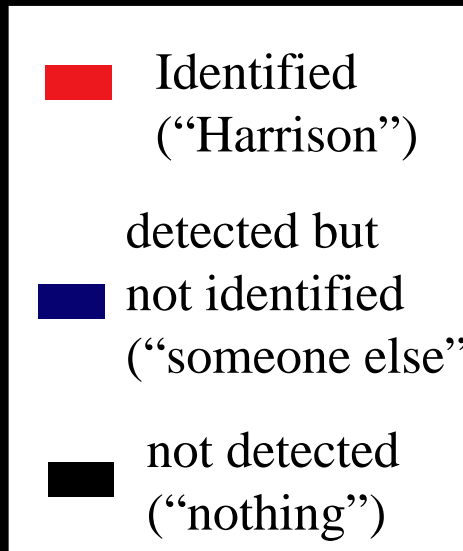 Identified
(“Harrison”)
detected but
not identified
(“someone else”
not detected
(“nothing”)